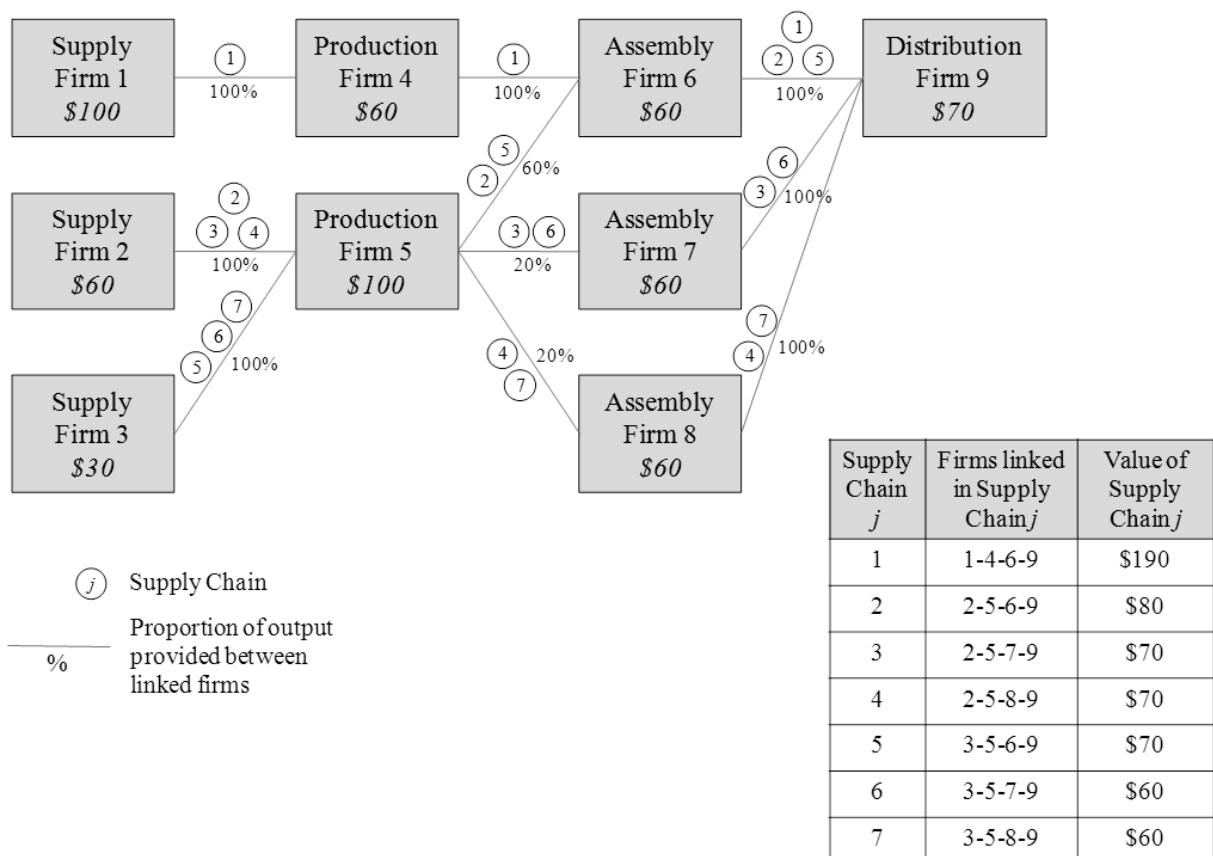 Supply
Firm 1
$100
1
100%
Production
Firm 4
$60
1
100%
Assembly
Firm 6
$60
1
2 5
100%
Distribution
Firm 9
$70
5
2
60%
6
3
100%
Supply
Firm 2
$60
2
3 4
100%
Production
Firm 5
$100
3 6
20%
Assembly
Firm 7
$60
7
6
5
100%
4
7
20%
7
4
100%
Supply
Firm 3
$30
Assembly
Firm 8
$60
j Supply Chain
%
Proportion of output
provided between
linked firms
Supply Chain j Firms linked in Supply Chain j Value of Supply Chain j
1 1-4-6-9 $190
2 2-5-6-9 $80
3 2-5-7-9 $70
4 2-5-8-9 $70
5 3-5-6-9 $70
6 3-5-7-9 $60
7 3-5-8-9 $60